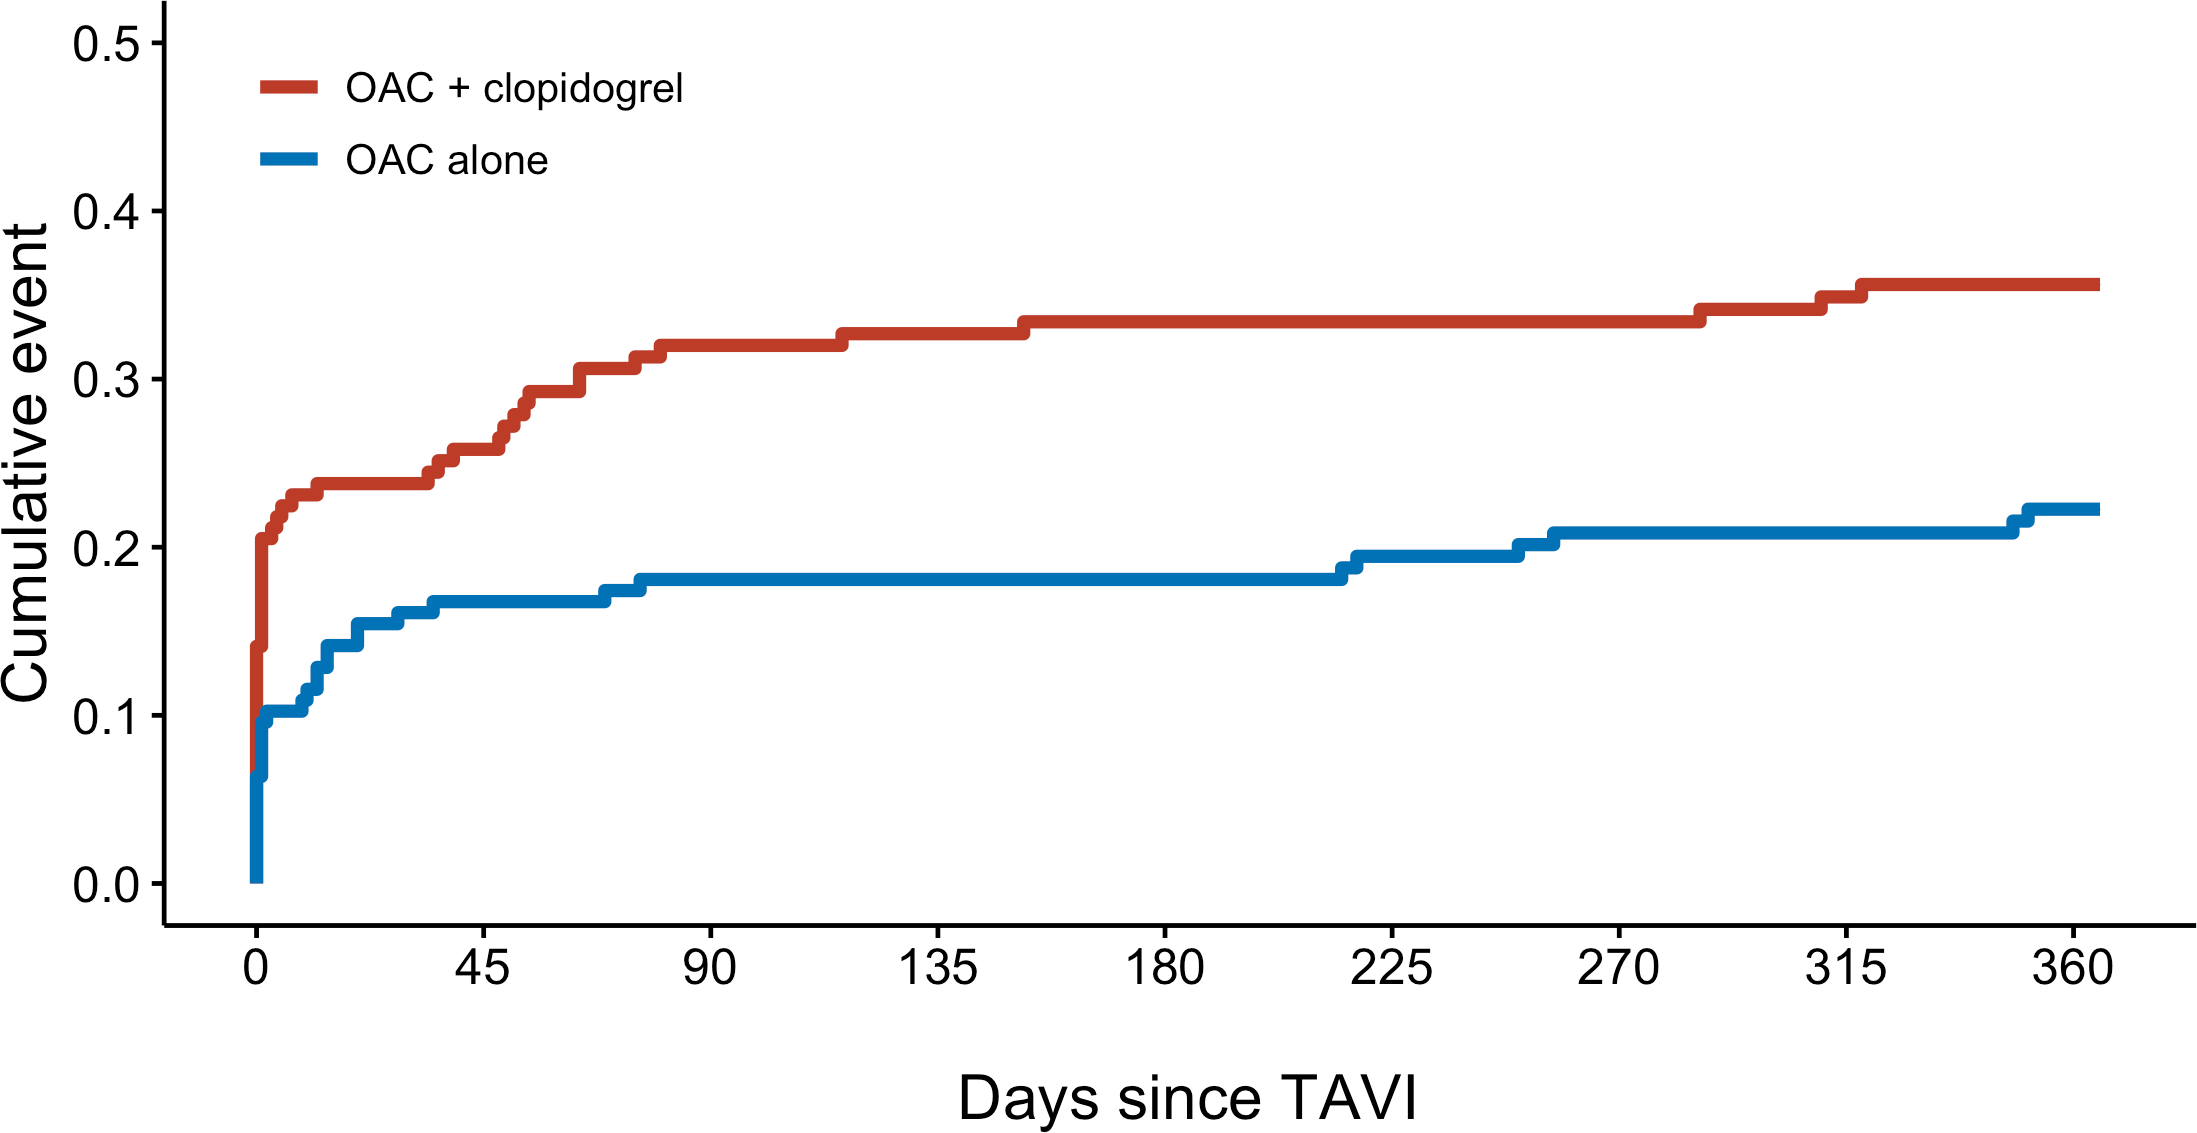 Cumulative event
0.5
0.4
0.3
0.2
0.1
0.0
OAC + clopidogrel
OAC alone
0 45 90 135 180 225 270 315 360
Days since TAVI